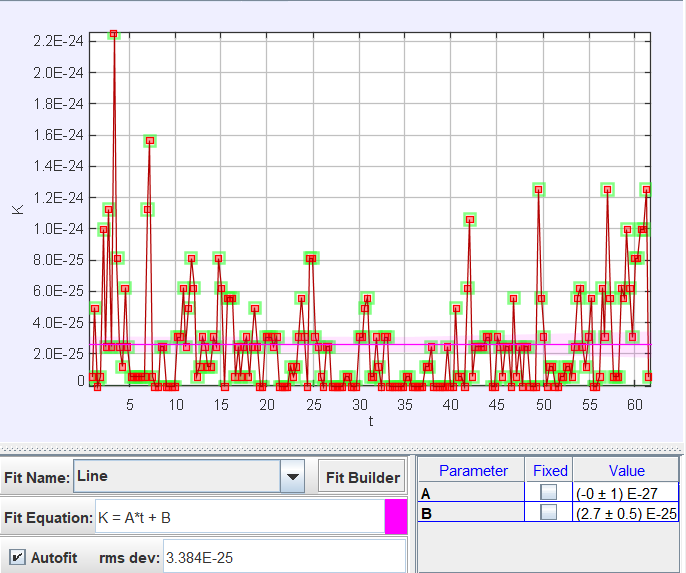 2.2E-24
2.0E-24
1.8E-24
1.6E-24
1.4E-24
1.2E-24
1.0E-24
8.0E-25
6.0E-25
4.0E-25
2.0E-25
0
K
5 10 15 20 25 30 35 40 45 50 55 60
t
Fit Name: Line Fit Builder
Fit Equation: K = A*t + B
Autofit rms dev: 3.384E-25
Parameter Fixed Value
A (-0 ± 1) E-27
B (2.7 ± 0.5) E-25